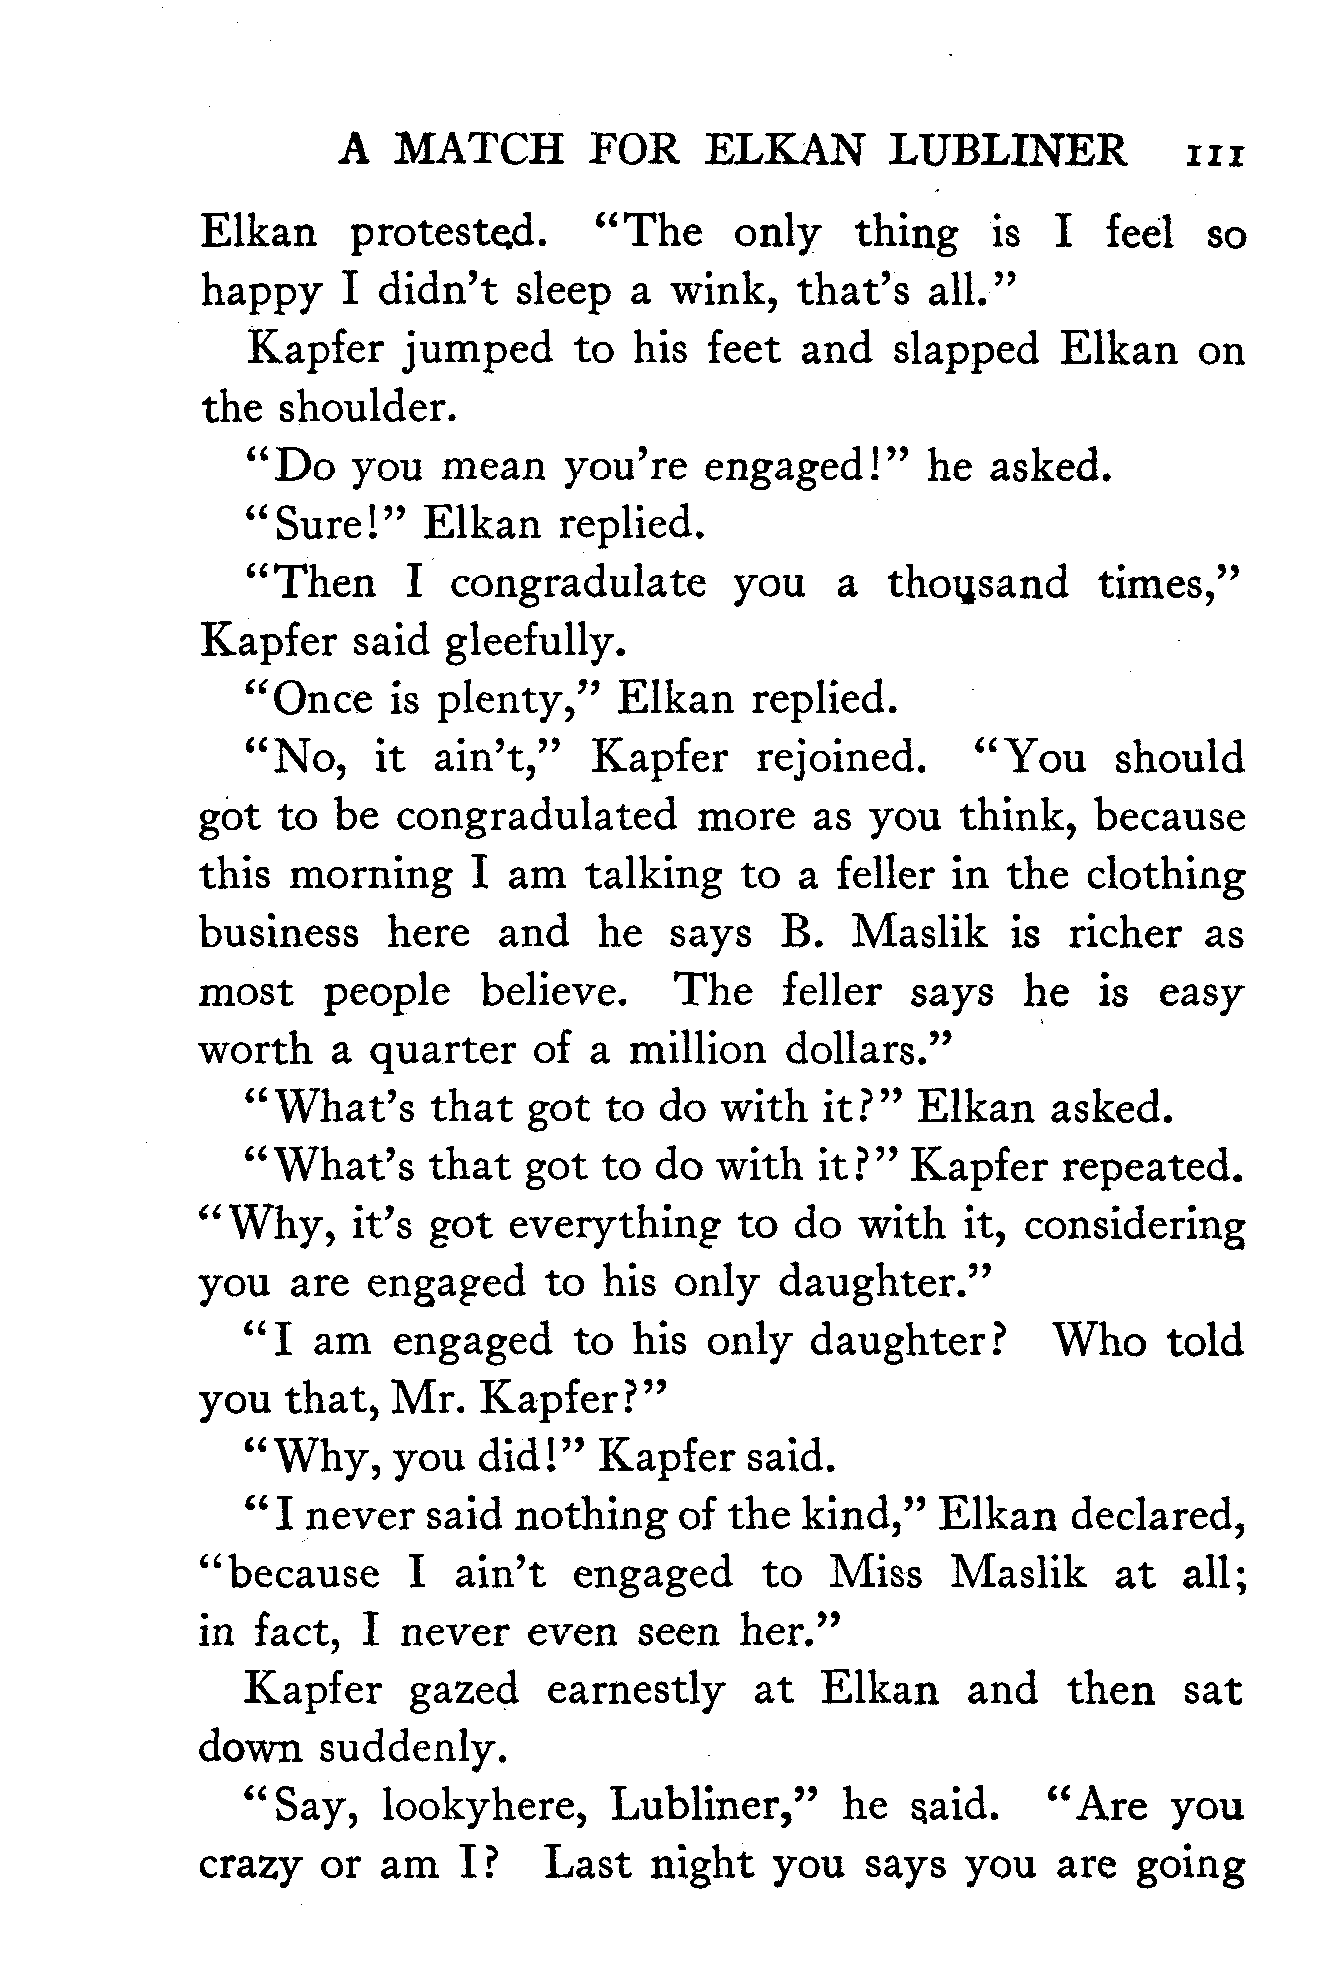 A MATCH FOR ELKAN LUBLINER 111
Elkan protested. “The only thing is I feel so
happy I didn’t sleep a wink, that’s all.”
Kapfer jumped to his feet and slapped Elkan on
the shoulder.
“Do you mean you’re engaged!” he asked.
“Sure!” Elkan replied.
“Then I congradulate you a thousand times,”
Kapfer said gleefully.
“Once is plenty,” Elkan replied.
“No, it ain’t,” Kapfer rejoined. “You should
got to be congradulated more as you think, because
this morning I am talking to a feller in the clothing
business here and he says B. Maslik is richer as
most people believe. The feller says he is easy
worth a quarter of a million dollars.”
“What’s that got to do with it?” Elkan asked.
“What’s that got to do with it?” Kapfer repeated.
“Why, it’s got everything to do with it, considering
you are engaged to his only daughter.”
“I am engaged to his only daughter? Who told
you that, Mr. Kapfer?”
“Why, you did!” Kapfer said.
“I never said nothing of the kind,” Elkan declared,
“because I ain’t engaged to Miss Maslik at all;
in fact, I never even seen her.”
Kapfer gazed earnestly at Elkan and then sat
down suddenly.
“Say, lookyhere, Lubliner,” he said. “Are you
crazy or am I? Last night you says you are going